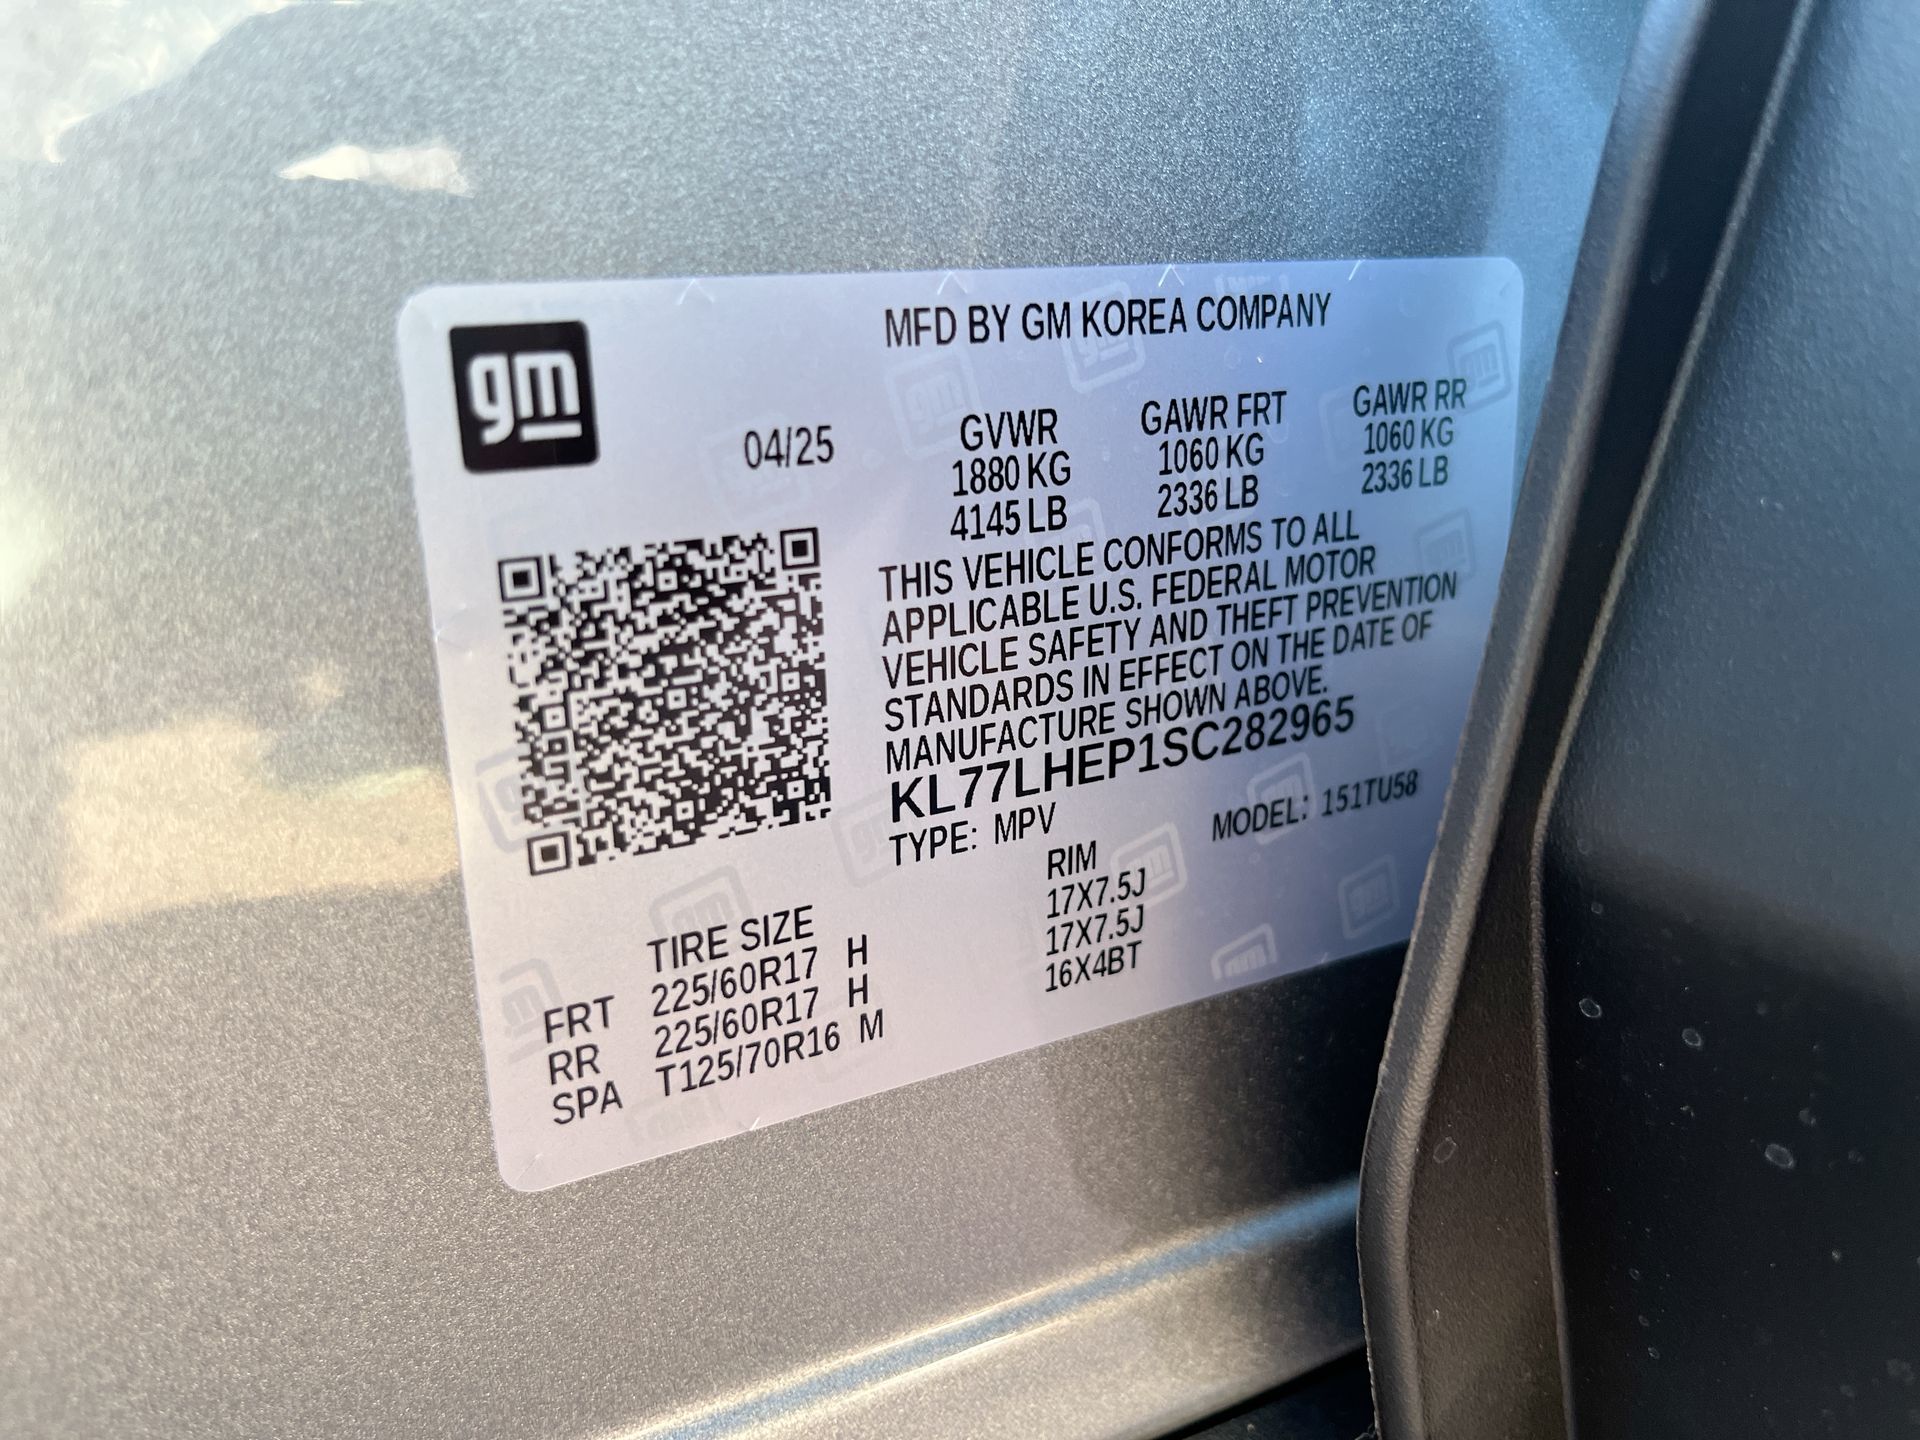 gm
MFD BY GM KOREA COMPANY
04/25
GVWR GAWR FRT GAWR RR
1880 KG 1060 KG 1060 KG
4145 LB 2336 LB 2336 LB
THIS VEHICLE CONFORMS TO ALL
APPLICABLE U.S. FEDERAL MOTOR
VEHICLE SAFETY AND THEFT PREVENTION
STANDARDS IN EFFECT ON THE DATE OF
MANUFACTURE SHOWN ABOVE.
KL77LHEP1SC282965
TYPE: MPV MODEL: 151TU58
TIRE SIZE RIM
FRT 225/60R17 H 17X7.5J
RR 225/60R17 H 17X7.5J
SPA T125/70R16 M 16X4BT